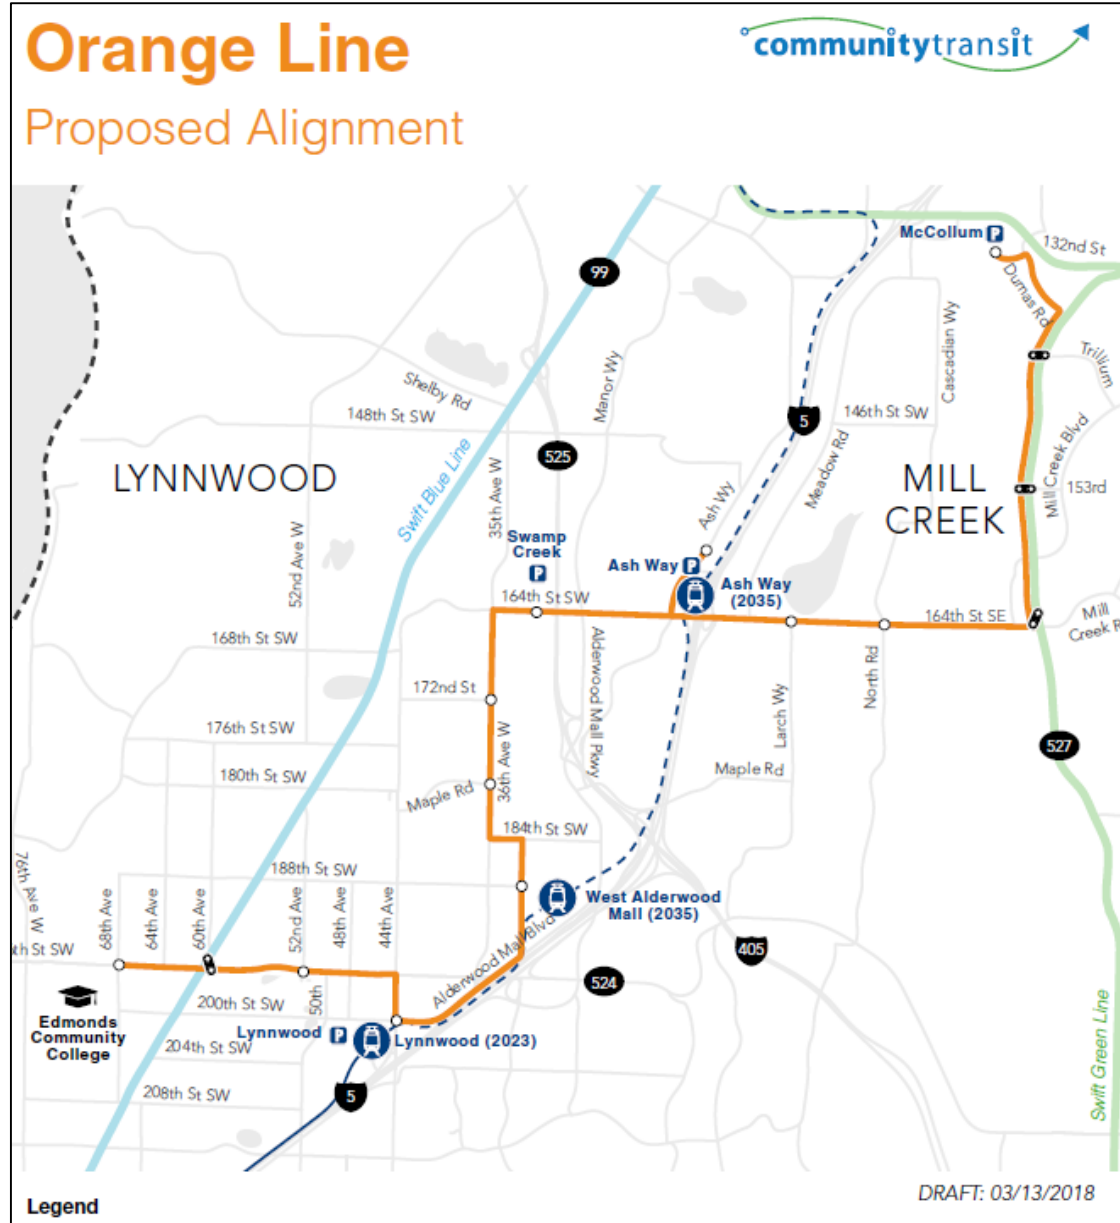 Orange Line
communitytransit
Proposed Alignment
McCollum P
132nd St
99
Dumas Rd
Cascadian Wy
Trillium
Manor Wy
Shelby Rd
148th St SW
5
146th St SW
Meadow Rd
Mill Creek Blvd
525
LYNNWOOD
Swift Blue Line
35th Ave W
MILL
CREEK
153rd
Ash Wy
52nd Ave W
Swamp
Creek
P
Ash Way P
Ash Way
(2035)
164th St SW
164th St SE
Mill
Creek
168th St SW
Alderwood Mall Pkwy
172nd St
North Rd
Larch Wy
176th St SW
36th Ave W
527
180th St SW
Maple Rd
Maple Rd
184th St SW
76th Ave W
188th St SW
68th Ave
64th Ave
60th Ave
52nd Ave W
48th Ave
44th Ave
West Alderwood
Mall (2035)
th St SW
Alderwood Mall Blvd
405
524
200th St SW
50th
Edmonds
Community
College
Lynnwood P
Lynnwood (2023)
204th St SW
208th St SW
5
Swift Green Line
Legend
DRAFT: 03/13/2018